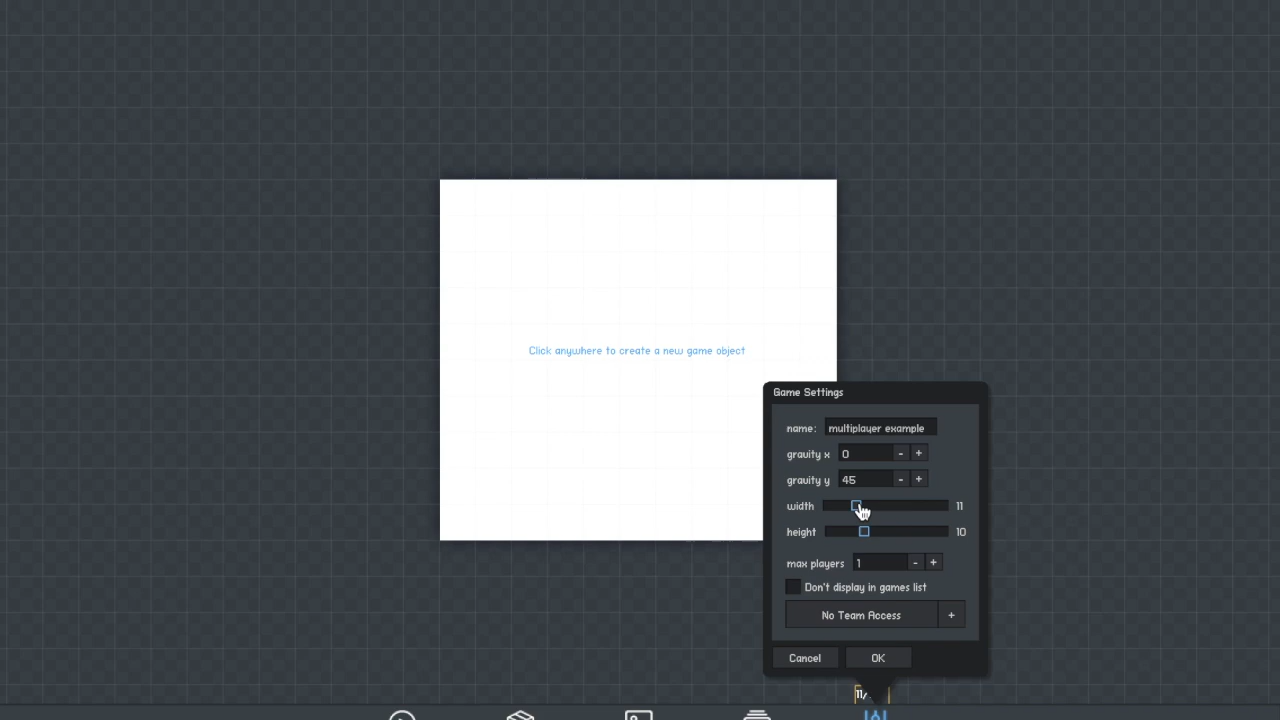 Click anywhere to create a new game object
Game Settings
name: multiplayer example
gravity x 0 - +
gravity y 45 - +
width 11
height 10
max players 1 - +
Don't display in games list
No Team Access +
Cancel OK